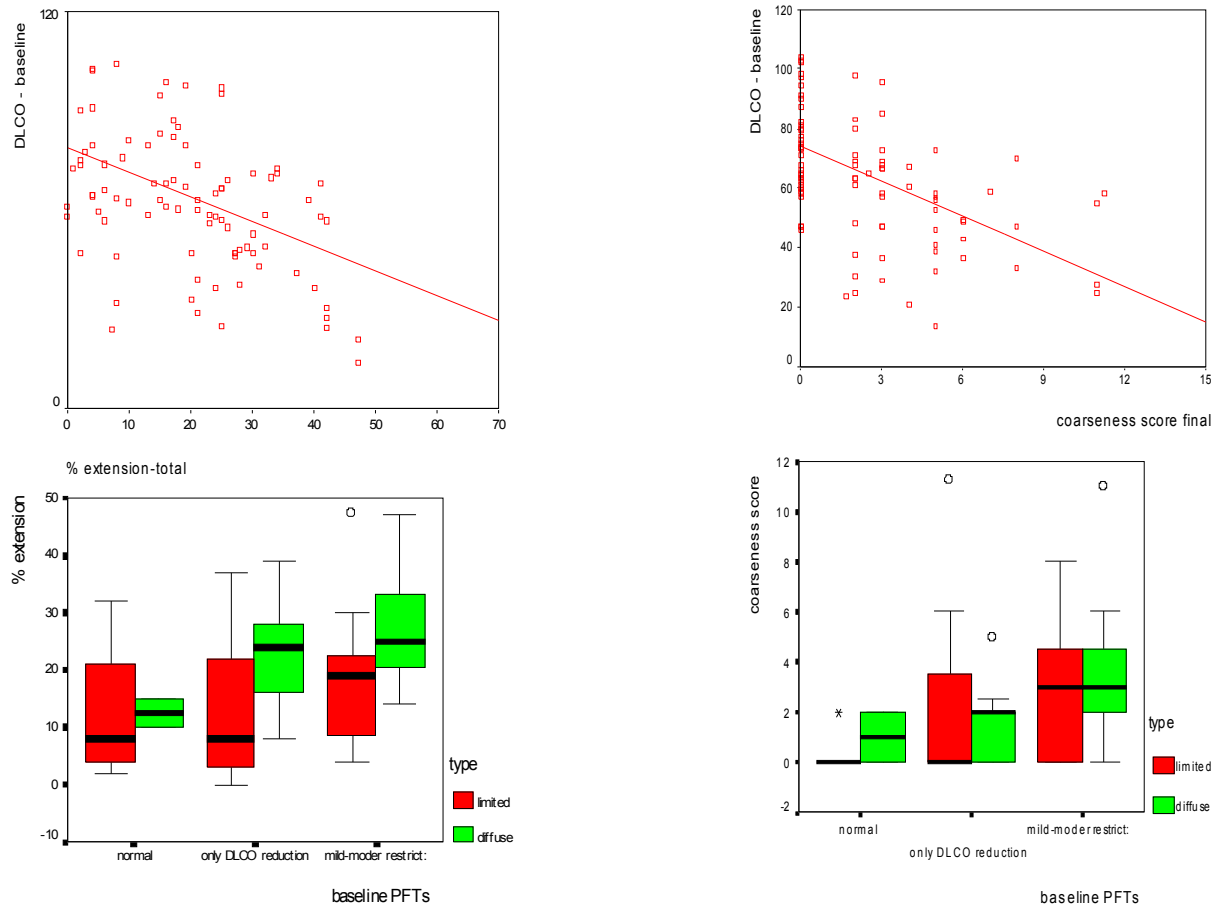 120
DLCO - baseline
0
0 10 20 30 40 50 60 70
% extension-total
120
100
80
60
40
20
0
DLCO - baseline
0 3 6 9 12 15
coarseness score final
50
40
30
20
10
0
-10
% extension
normal only DLCO reduction mild-moder restrict:
baseline PFTs
type
limited
diffuse
12
10
8
6
4
2
0
-2
coarseness score
normal mild-moder restrict:
only DLCO reduction
baseline PFTs
type
limited
diffuse